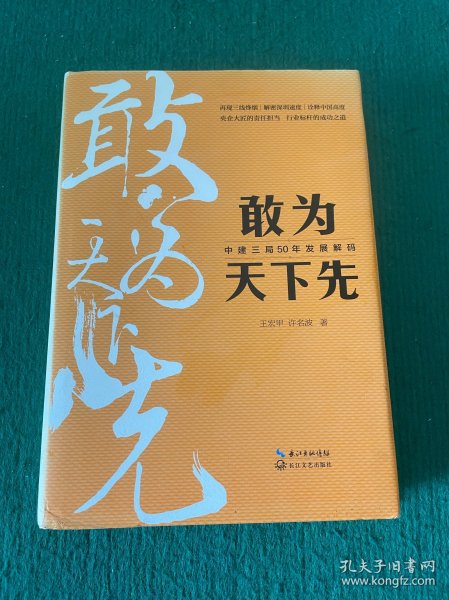 再现三线烽烟|解密深圳速度|诠释中国高度
央企大匠的责任担当 行业标杆的成功之道
敢为天下先
敢为
中建三局50年发展解码
天下先
王宏甲 许名波 著
长江出版传媒
长江文艺出版社
孔夫子旧书网
www.kongfz.com